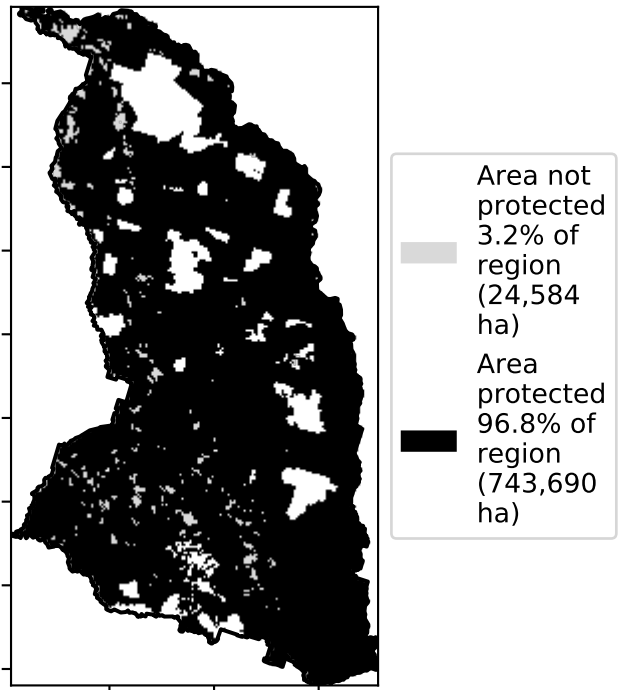 Area not
protected
3.2% of
region
(24,584
ha)
Area
protected
96.8% of
region
(743,690
ha)